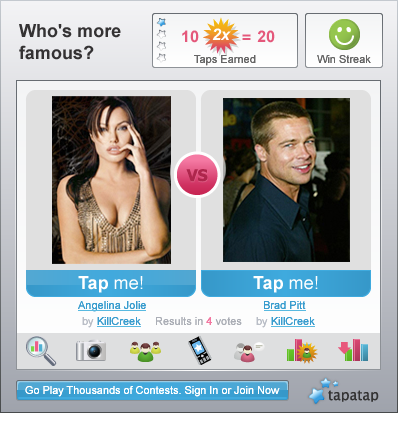 Who's more
famous?
10 2x = 20
Taps Earned
Win Streak
VS
Tap me!
Tap me!
Angelina Jolie
Brad Pitt
by KillCreek
Results in 4 votes
by KillCreek
Go Play Thousands of Contests. Sign In or Join Now
tapatap